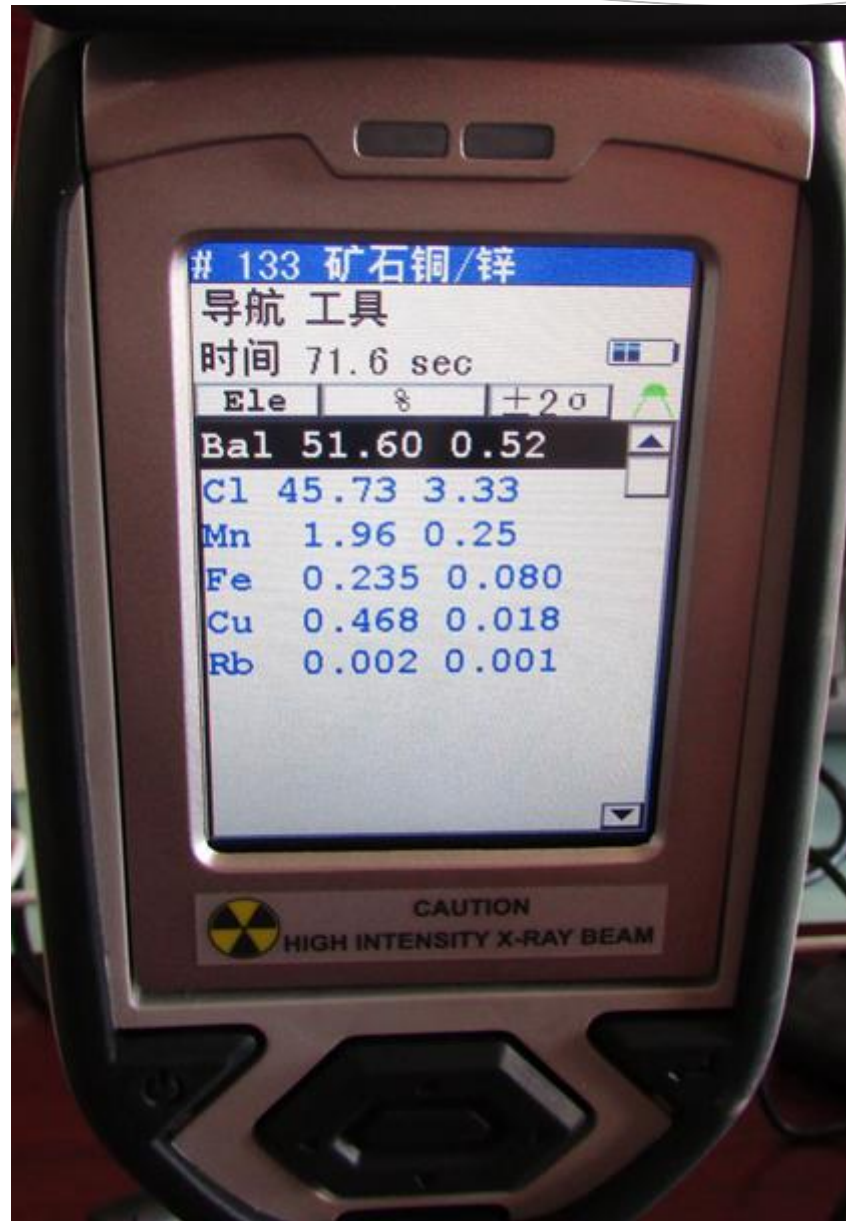 # 133 矿石铜/锌
导航 工具
时间 71.6 sec
Ele % ±2σ
Bal 51.60 0.52
Cl 45.73 3.33
Mn 1.96 0.25
Fe 0.235 0.080
Cu 0.468 0.018
Rb 0.002 0.001
CAUTION
HIGH INTENSITY X-RAY BEAM